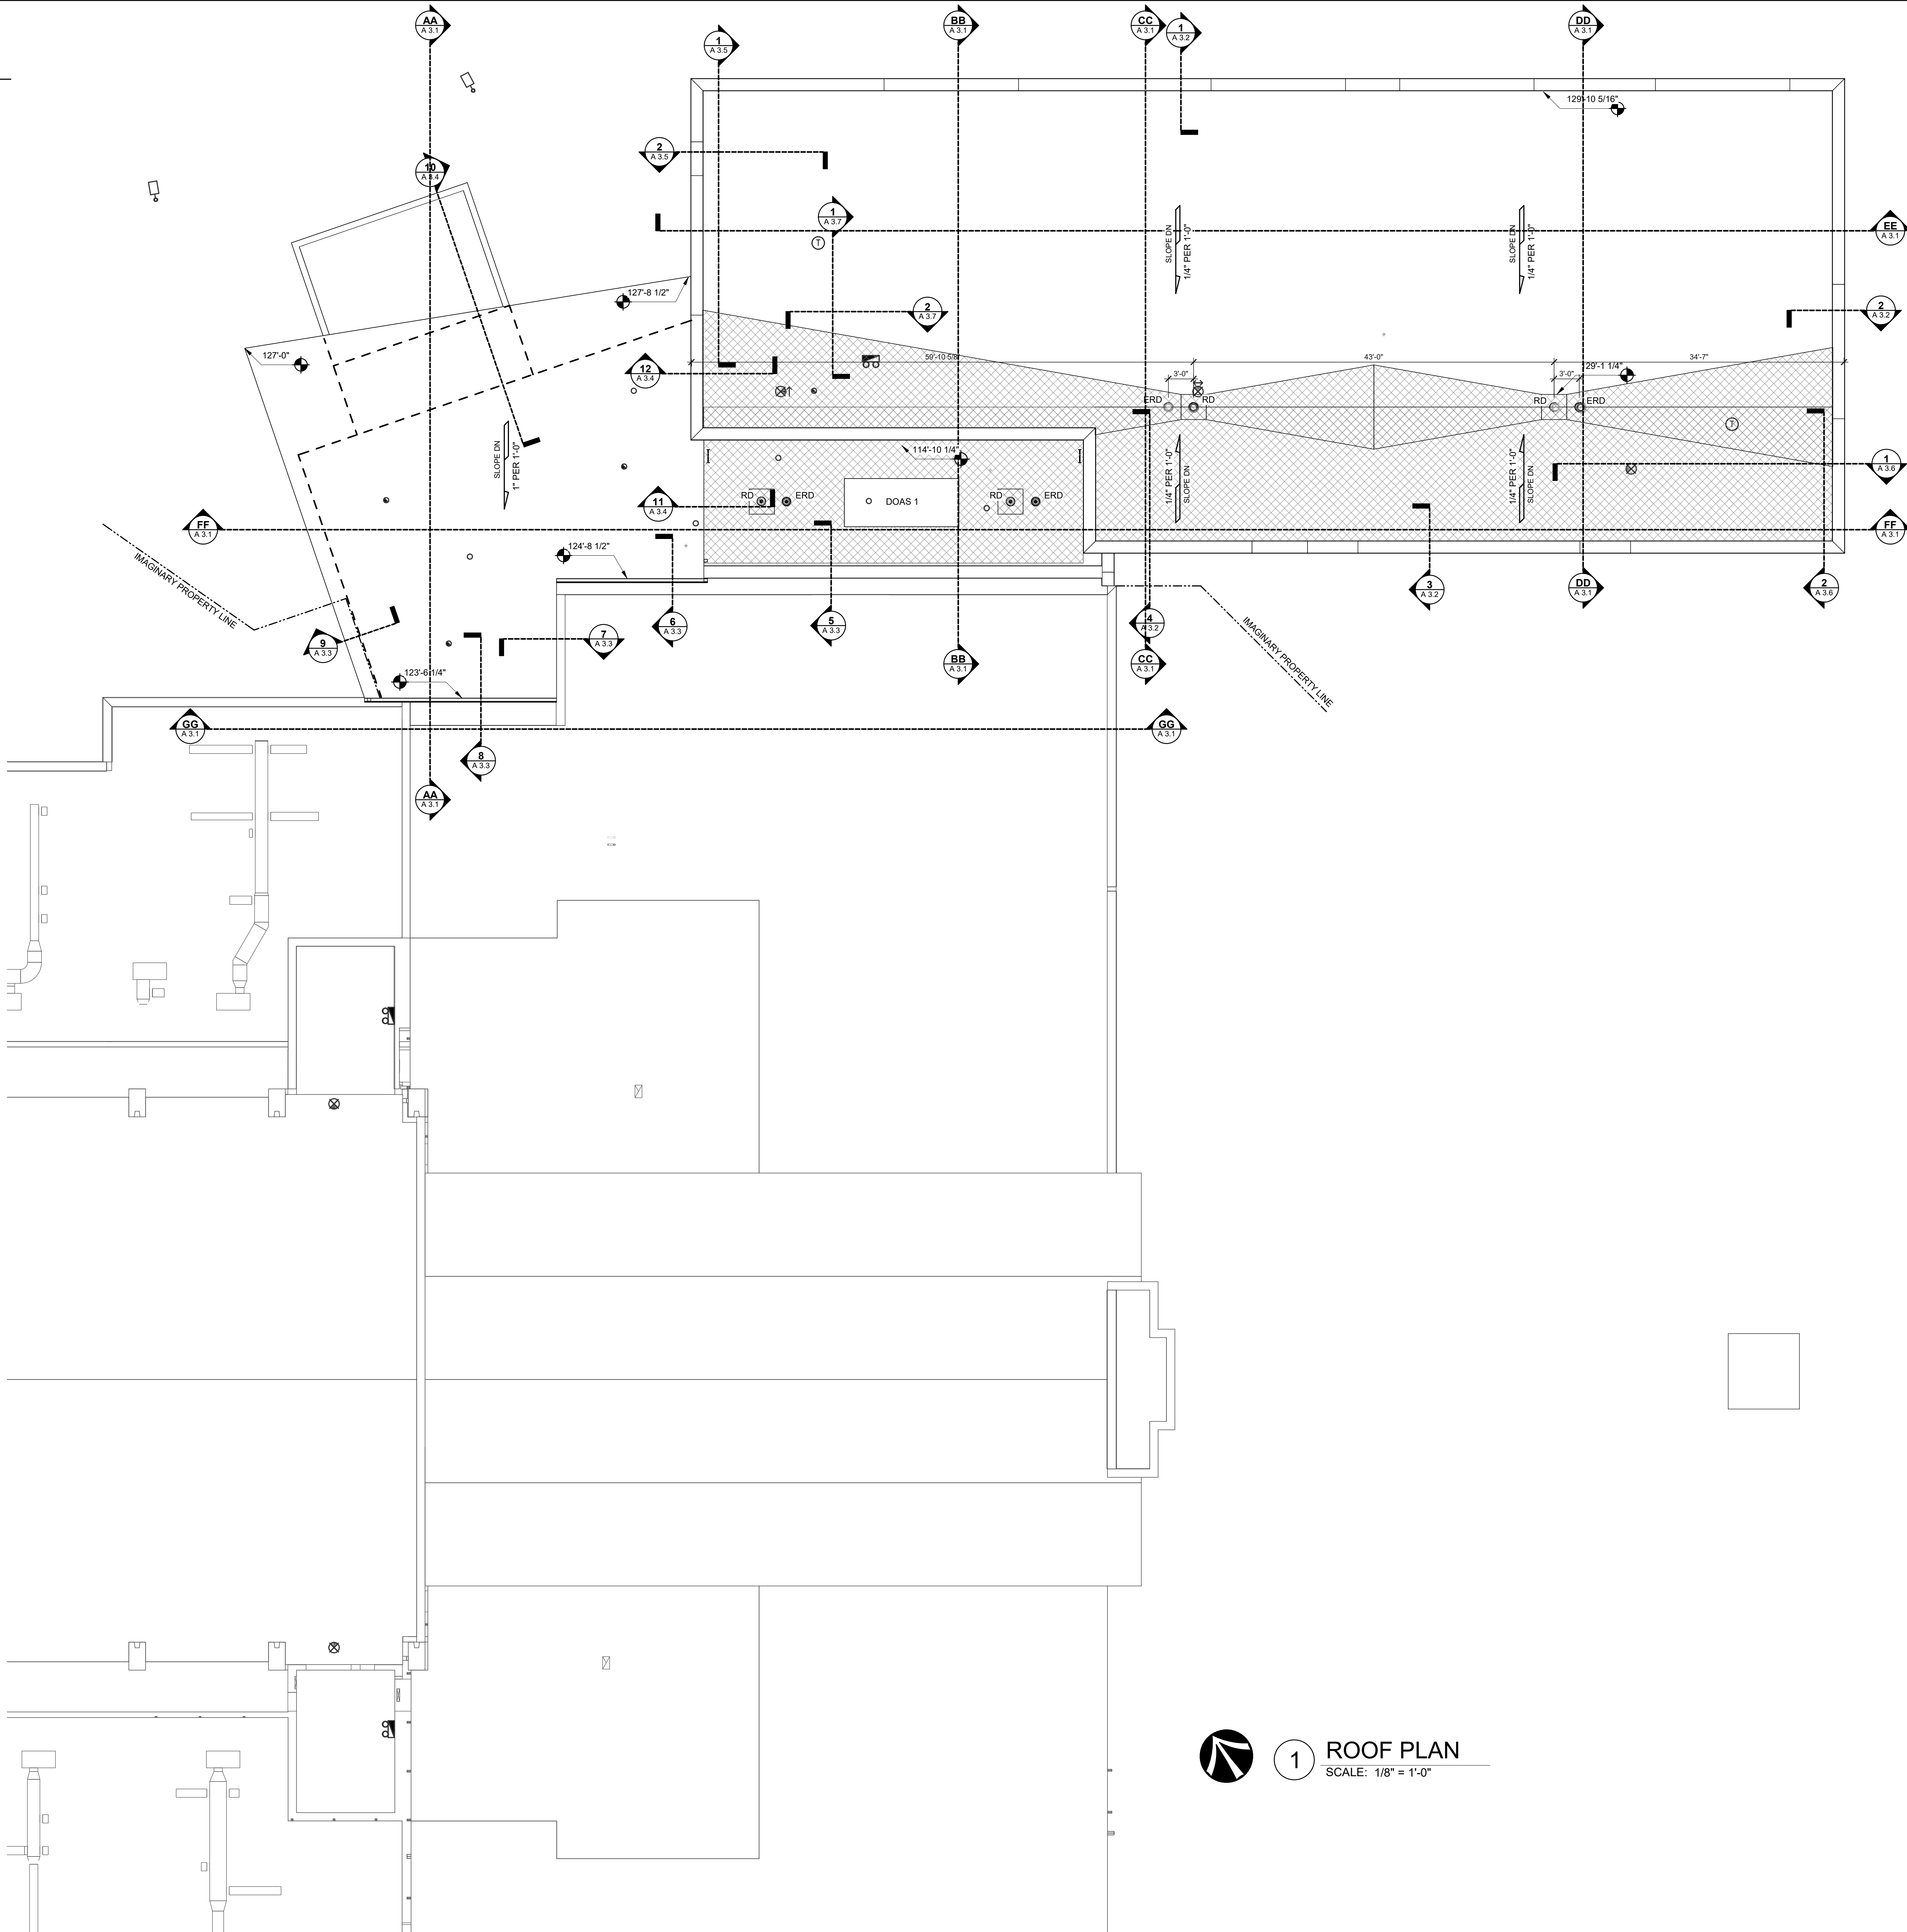 AA
A 3.1
BB
A 3.1
CC
A 3.1
1
A 3.2
DD
A 3.1
1
A 3.5
129'-10 5/16"
2
A 3.5
10
A 3.4
1
A 3.7
T
SLOPE DN
1/4" PER 1'-0"
SLOPE DN
1/4" PER 1'-0"
EE
A 3.1
127'-8 1/2"
2
A 3.7
2
A 3.2
127'-0"
59'-10 5/8"
43'-0"
34'-7"
12
A 3.4
3'-0"
3'-0"
29'-1 1/4"
ERD
RD
RD
ERD
T
SLOPE DN
1" PER 1'-0"
114'-10 1/4"
1/4" PER 1'-0"
SLOPE DN
1/4" PER 1'-0"
SLOPE DN
1
A 3.6
RD
ERD
DOAS 1
RD
ERD
11
A 3.4
FF
A 3.1
FF
A 3.1
124'-8 1/2"
IMAGINARY PROPERTY LINE
3
A 3.2
DD
A 3.1
2
A 3.6
6
A 3.3
5
A 3.3
4
A 3.2
9
A 3.3
7
A 3.3
IMAGINARY PROPERTY LINE
BB
A 3.1
CC
A 3.1
123'-6 1/4"
GG
A 3.1
GG
A 3.1
8
A 3.3
AA
A 3.1
1
ROOF PLAN
SCALE: 1/8" = 1'-0"